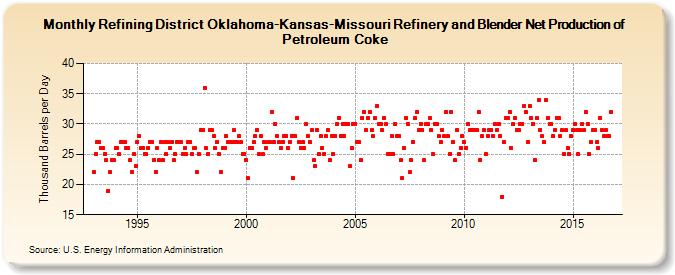 Monthly Refining District Oklahoma-Kansas-Missouri Refinery and Blender Net Production of
Petroleum Coke
Thousand Barrels per Day
40
35
30
25
20
15
1995
2000
2005
2010
2015
Source: U.S. Energy Information Administration